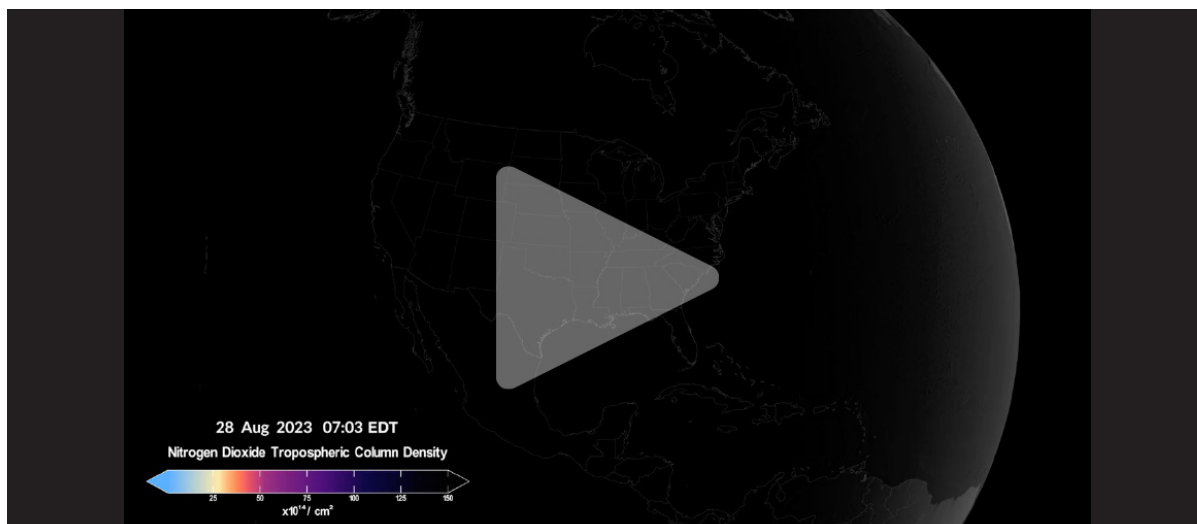 28 Aug 2023 07:03 EDT
Nitrogen Dioxide Tropospheric Column Density
25 50 75 100 125 150
x10¹⁴/ cm²